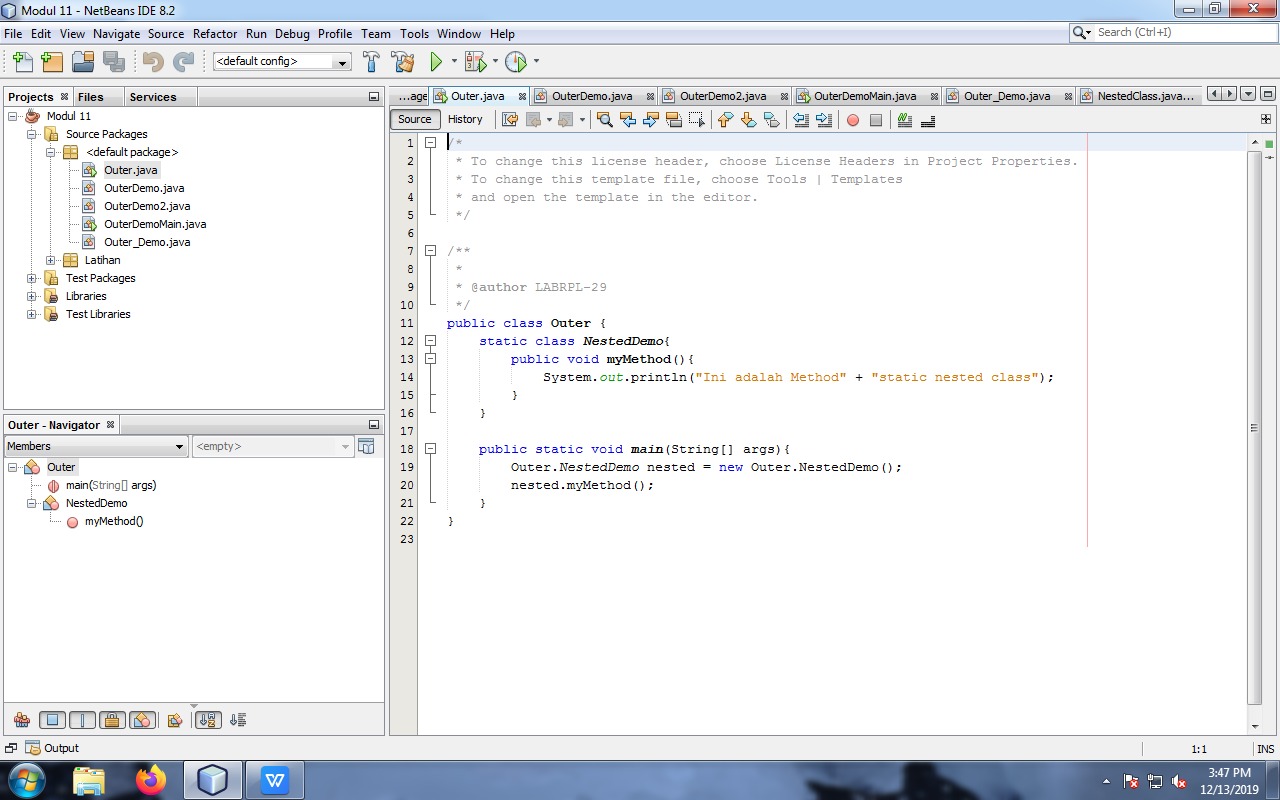 Modul 11 - NetBeans IDE 8.2
File Edit View Navigate Source Refactor Run Debug Profile Team Tools Window Help
Search (Ctrl+I)
<default config>
Projects Files Services
Modul 11
Source Packages
<default package>
Outer.java
OuterDemo.java
OuterDemo2.java
OuterDemoMain.java
Outer_Demo.java
Latihan
Test Packages
Libraries
Test Libraries
Outer - Navigator
Members <empty>
Outer
main(String[] args)
NestedDemo
myMethod()
...age Outer.java OuterDemo.java OuterDemo2.java OuterDemoMain.java Outer_Demo.java NestedClass.java...
Source History
1 /*
2 * To change this license header, choose License Headers in Project Properties.
3 * To change this template file, choose Tools | Templates
4 * and open the template in the editor.
5 */
6
7 /**
8 *
9 * @author LABRPL-29
10 */
11 public class Outer {
12 static class NestedDemo{
13 public void myMethod(){
14 System.out.println("Ini adalah Method" + "static nested class");
15 }
16 }
17
18 public static void main(String[] args){
19 Outer.NestedDemo nested = new Outer.NestedDemo();
20 nested.myMethod();
21 }
22 }
23
Output
1:1 INS
3:47 PM
12/13/2019